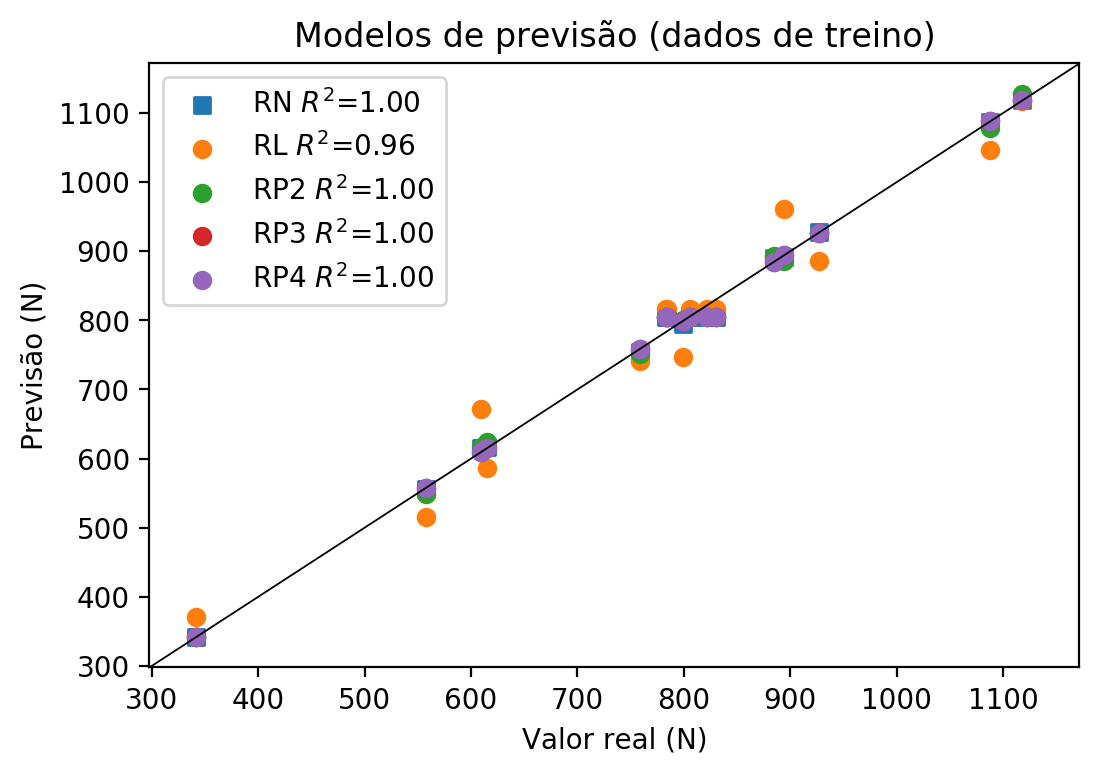 Modelos de previsão (dados de treino)
RN R²=1.00
RL R²=0.96
RP2 R²=1.00
RP3 R²=1.00
RP4 R²=1.00
1100
1000
900
800
700
600
500
400
300
Previsão (N)
300 400 500 600 700 800 900 1000 1100
Valor real (N)